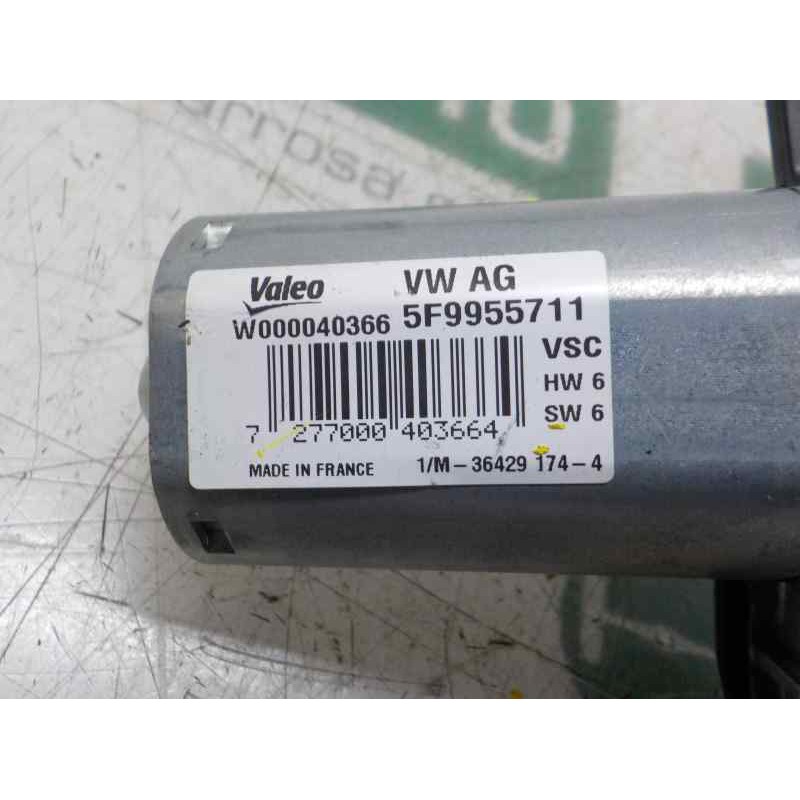 arrosa
Valeo VW AG
W000040366 5F9955711
VSC
HW 6
SW 6
7 277000 403664
MADE IN FRANCE 1/M-36429 174-4